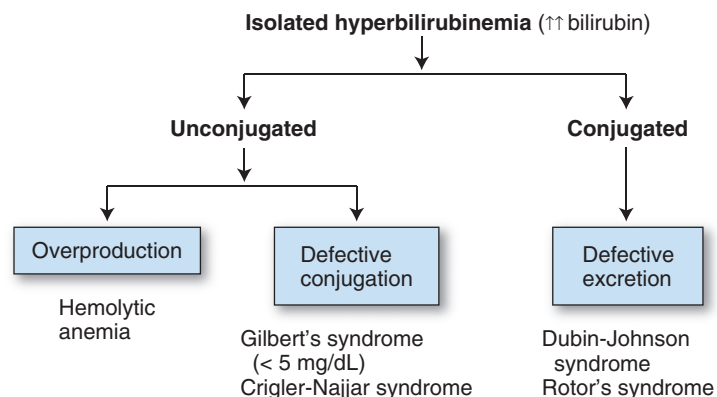 Isolated hyperbilirubinemia (↑↑ bilirubin)
Unconjugated
Conjugated
Overproduction
Hemolytic
anemia
Defective
conjugation
Gilbert's syndrome
(< 5 mg/dL)
Crigler-Najjar syndrome
Defective
excretion
Dubin-Johnson
syndrome
Rotor's syndrome